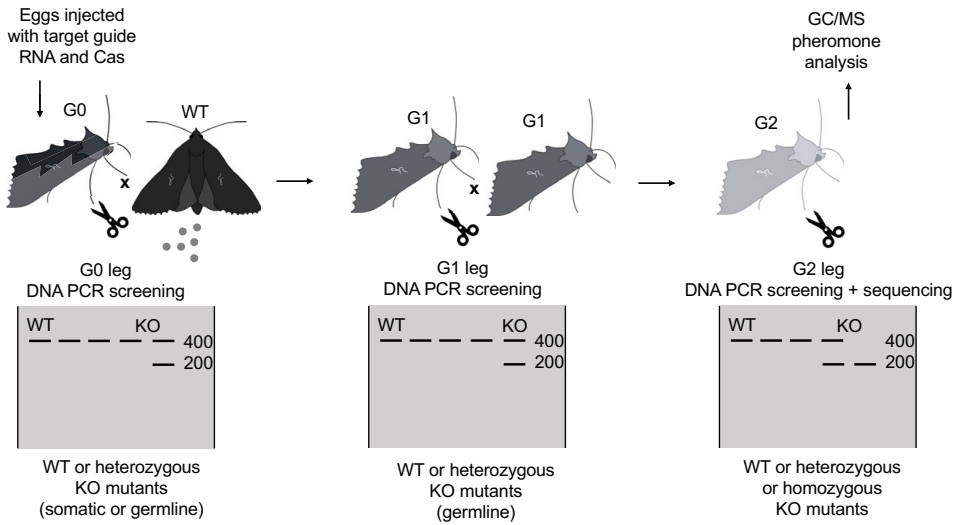 Eggs injected
with target guide
RNA and Cas
G0
WT
x
G0 leg
DNA PCR screening
WT
KO
400
200
WT or heterozygous
KO mutants
(somatic or germline)
G1
G1
x
G1 leg
DNA PCR screening
WT
KO
400
200
WT or heterozygous
KO mutants
(germline)
GC/MS
pheromone
analysis
G2
G2 leg
DNA PCR screening + sequencing
WT
KO
400
200
WT or heterozygous
or homozygous
KO mutants